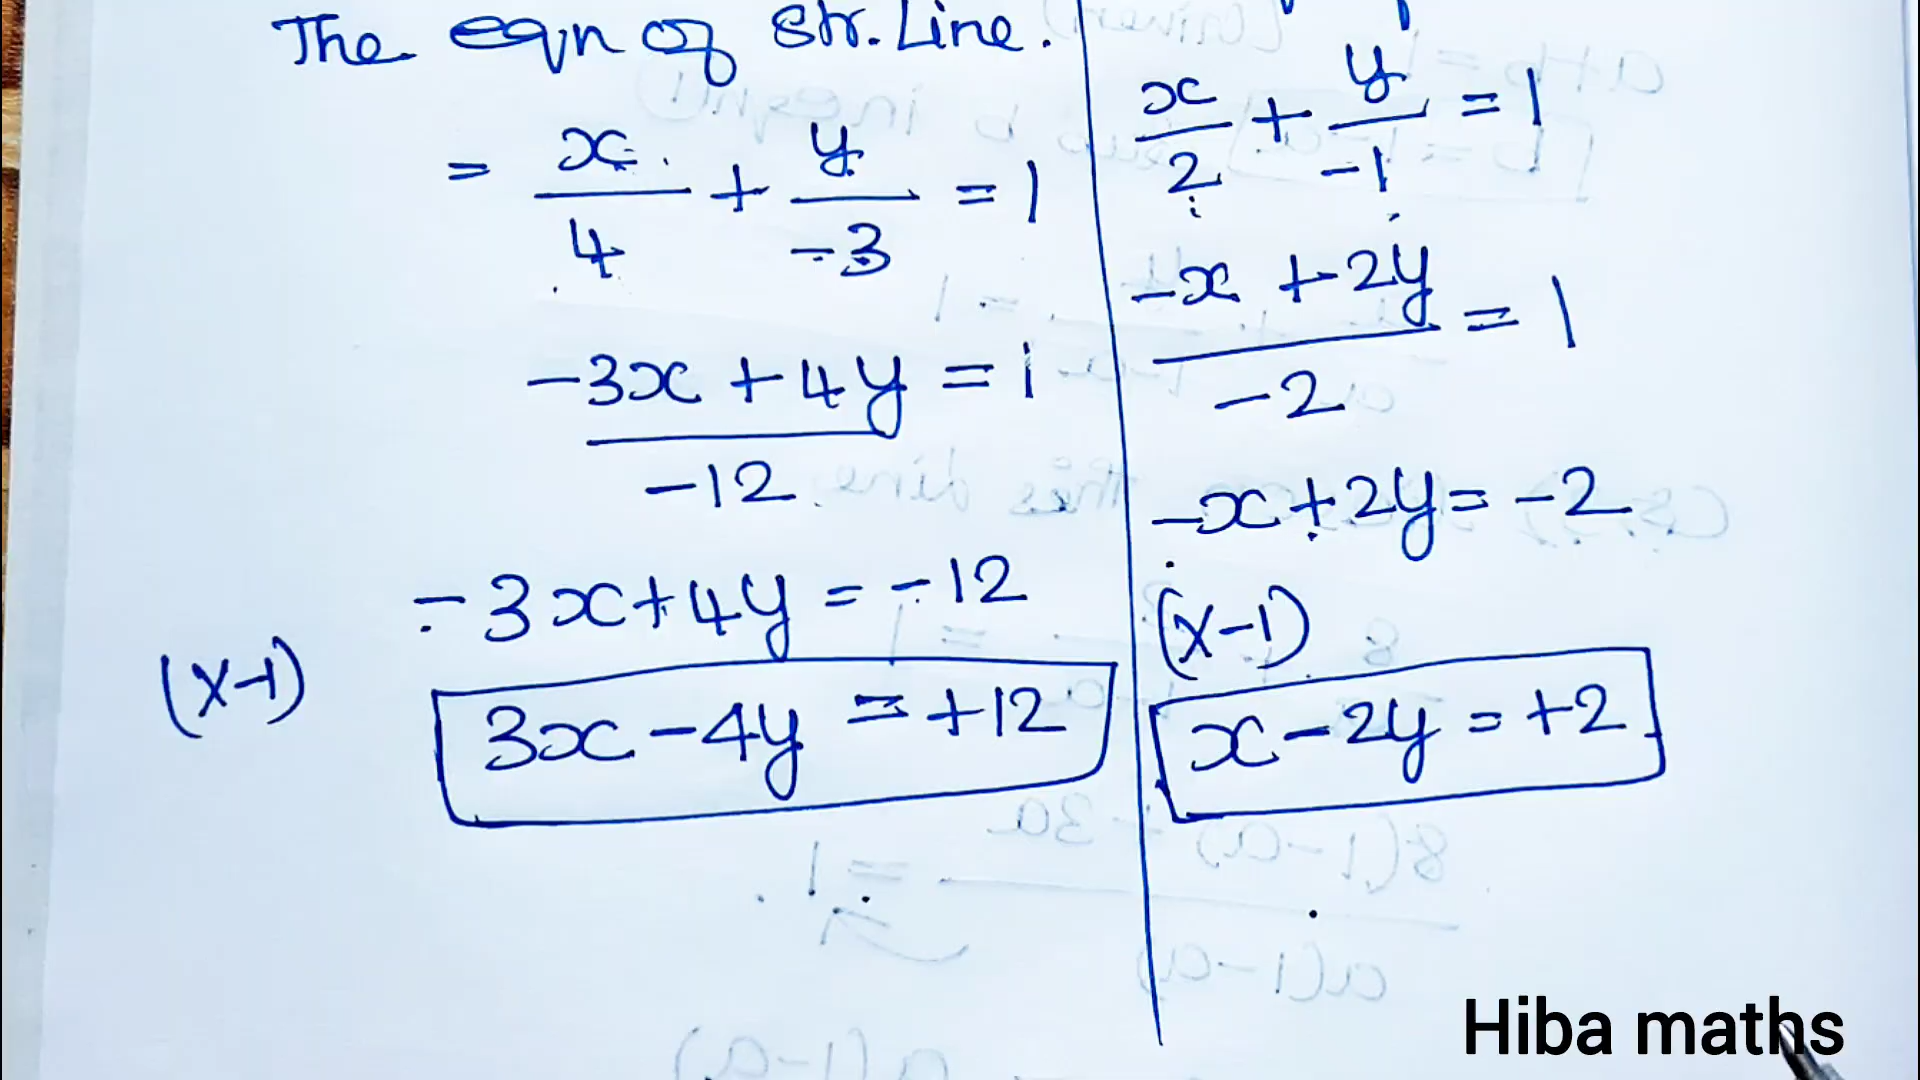 The eqn of str. Line.
= x/4 + y/-3 = 1
-3x + 4y = 1
-12
-3x + 4y = -12
(x-1)
3x - 4y = +12
x/2 + y/-1 = 1
-x + 2y = 1
-2
-x + 2y = -2
(x-1)
x - 2y = +2
Hiba maths